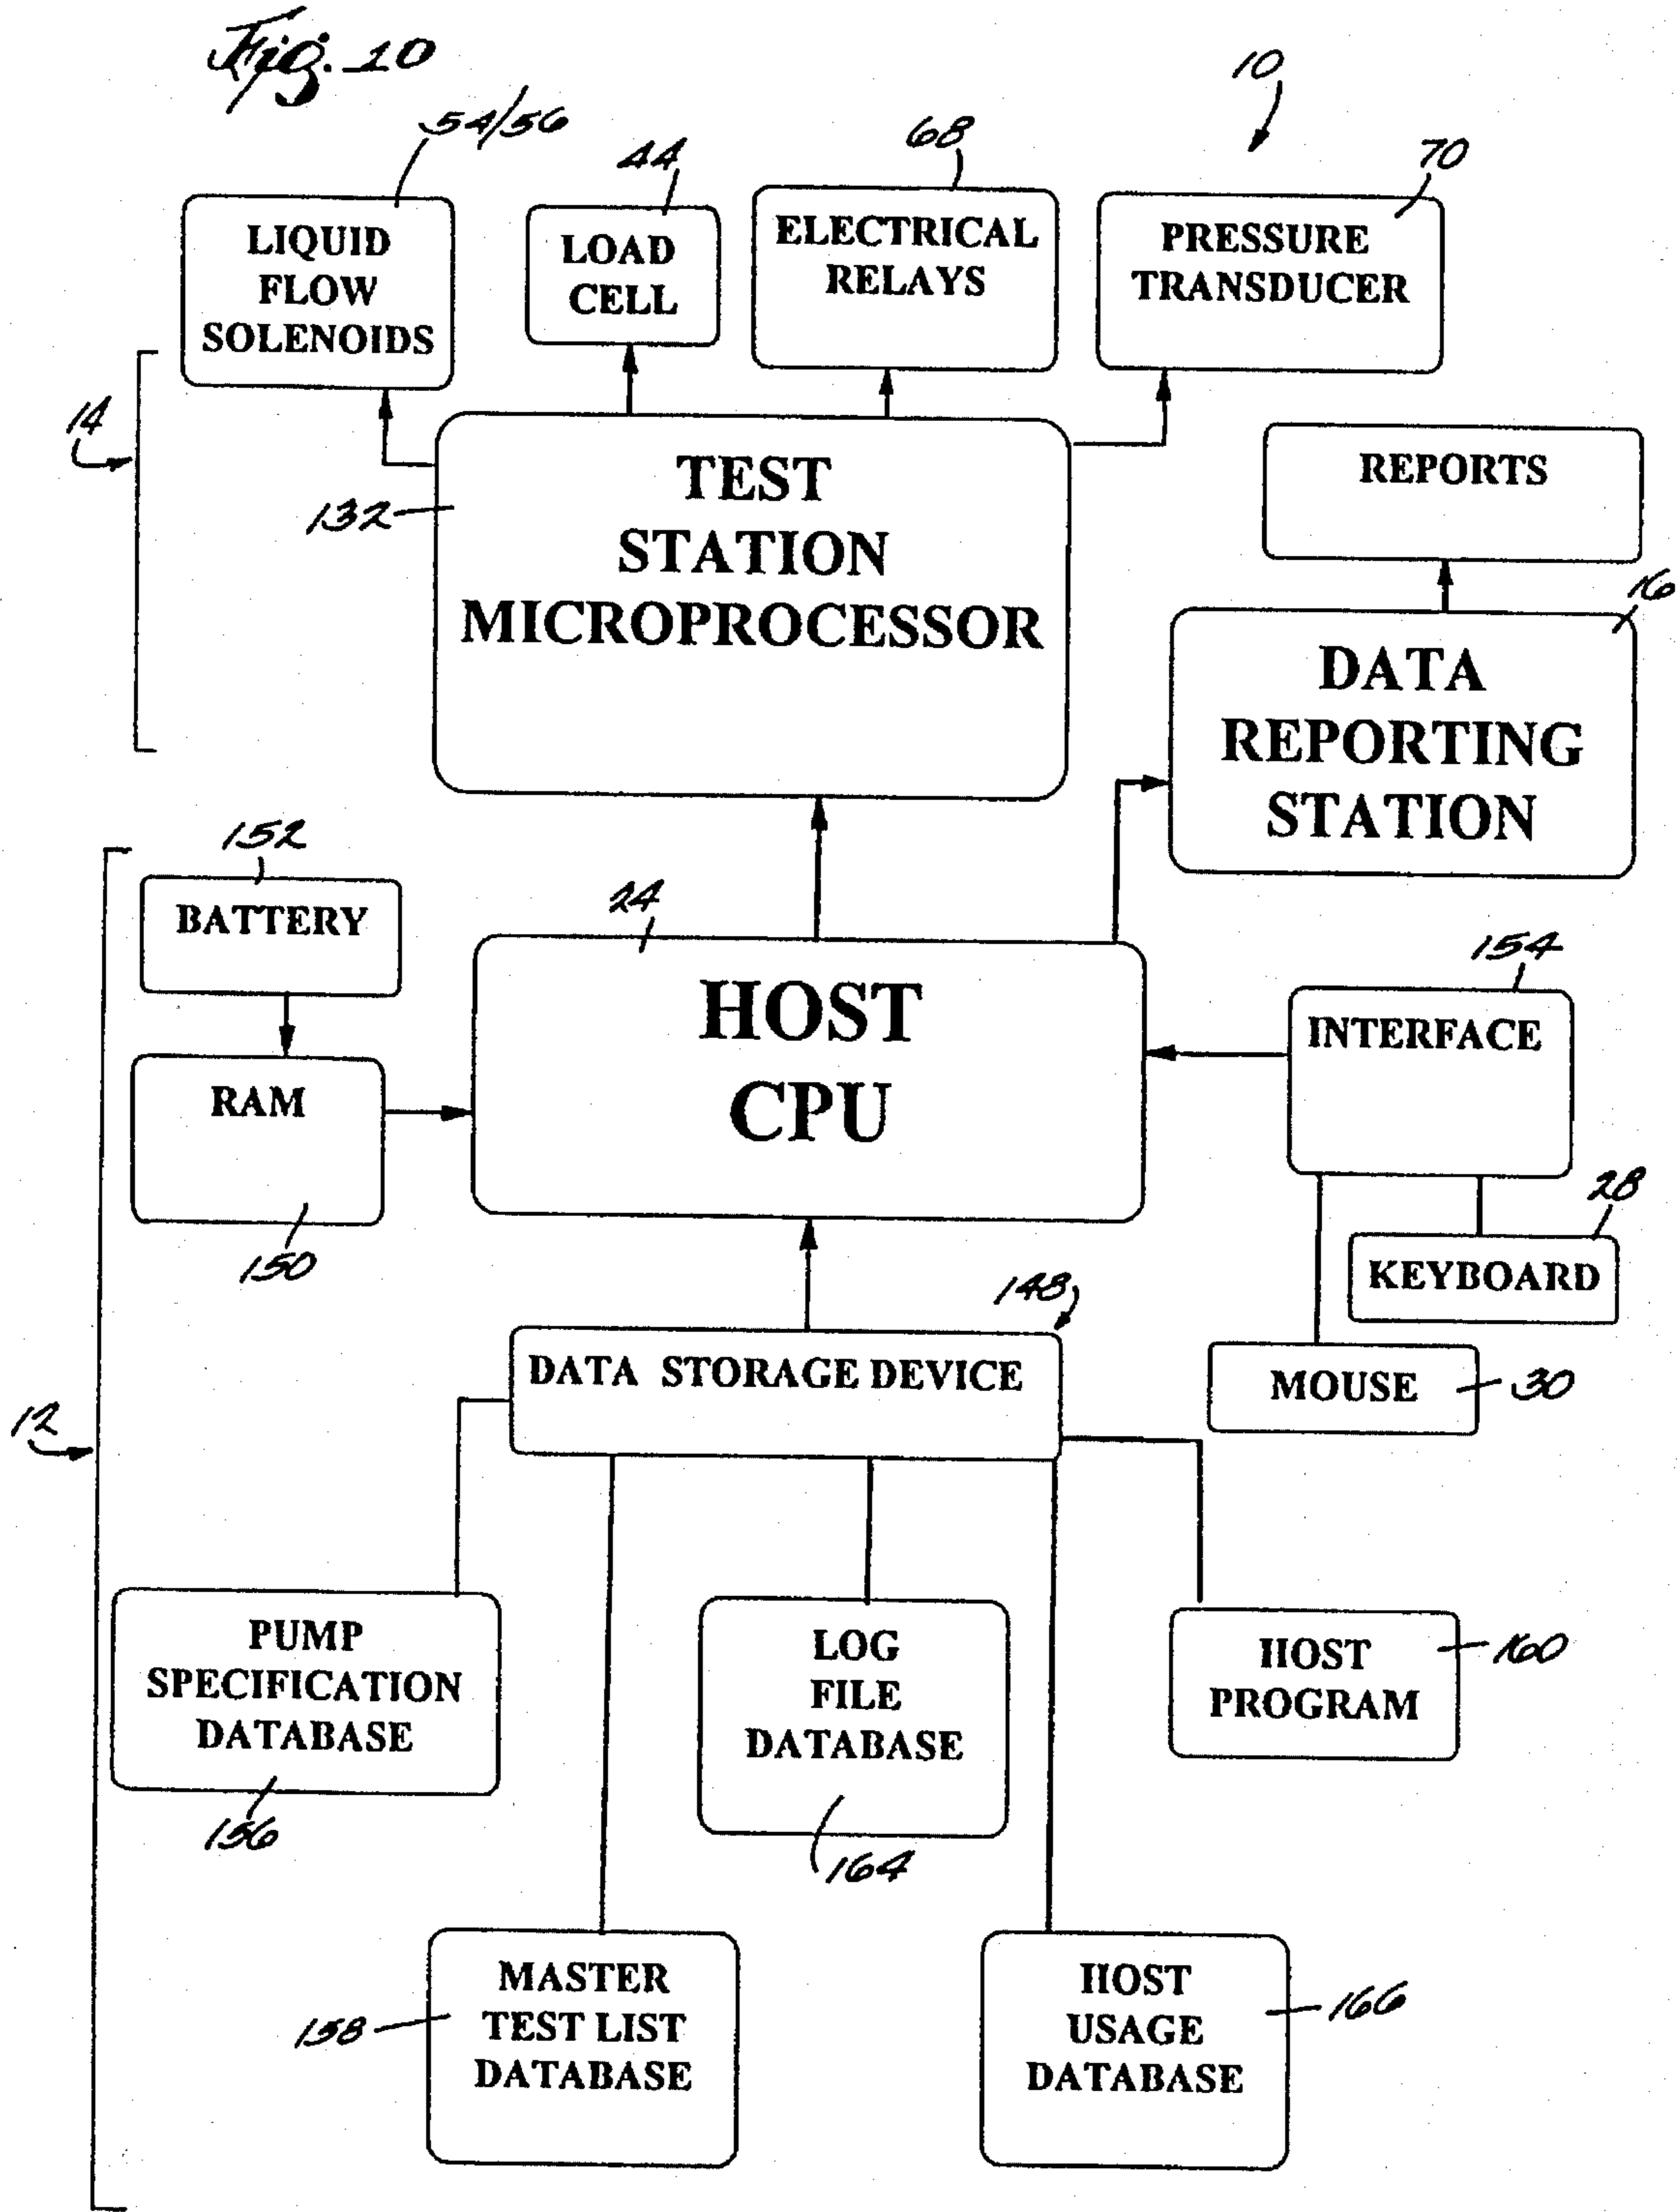 Fig. 10
10
54/56
44
68
70
LIQUID
FLOW
SOLENOIDS
LOAD
CELL
ELECTRICAL
RELAYS
PRESSURE
TRANSDUCER
14
132
TEST
STATION
MICROPROCESSOR
REPORTS
16
DATA
REPORTING
STATION
152
BATTERY
24
HOST
CPU
154
INTERFACE
RAM
150
28
KEYBOARD
148
DATA STORAGE DEVICE
MOUSE
30
12
PUMP
SPECIFICATION
DATABASE
156
LOG
FILE
DATABASE
164
HOST
PROGRAM
160
MASTER
TEST LIST
DATABASE
158
HOST
USAGE
DATABASE
166